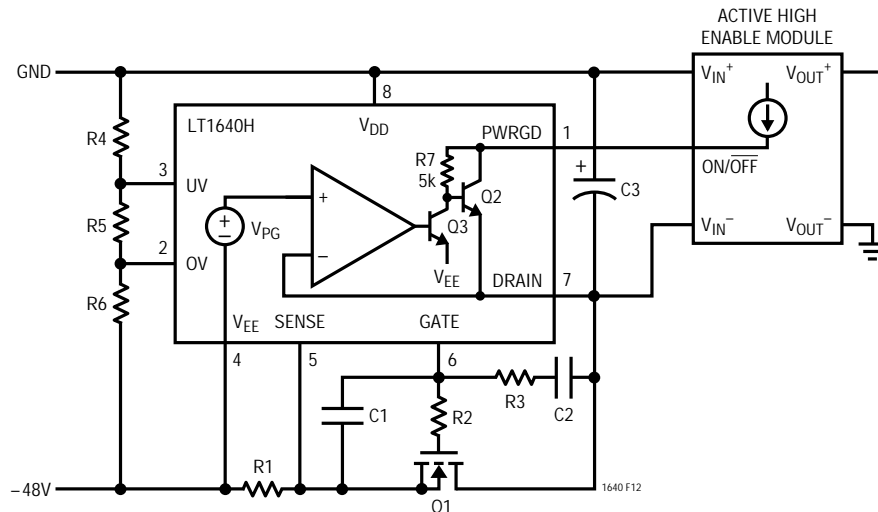 ACTIVE HIGH
ENABLE MODULE
GND
VIN+
VOUT+
8
LT1640H
VDD
PWRGD
1
R4
R7
5k
ON/OFF
3
UV
+
+
C3
Q2
Q3
R5
+
−
VPG
2
OV
−
VEE
DRAIN
7
VIN−
VOUT−
R6
VEE
SENSE
GATE
4
5
6
R3
C2
C1
R2
R1
1640 F12
−48V
Q1